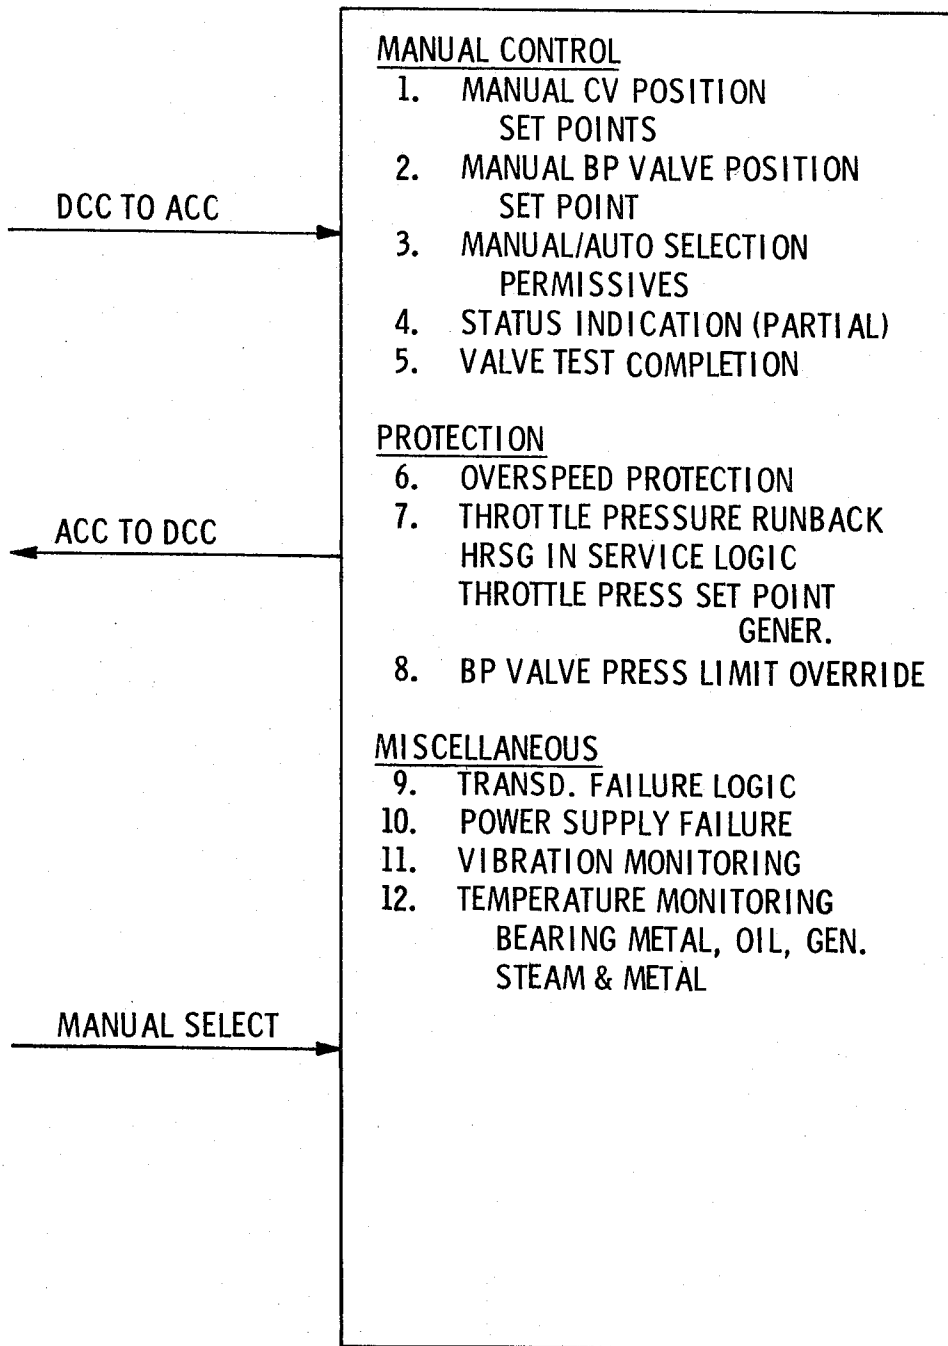 MANUAL CONTROL
1. MANUAL CV POSITION
SET POINTS
2. MANUAL BP VALVE POSITION
SET POINT
DCC TO ACC
3. MANUAL/AUTO SELECTION
PERMISSIVES
4. STATUS INDICATION (PARTIAL)
5. VALVE TEST COMPLETION
PROTECTION
6. OVERSPEED PROTECTION
7. THROTTLE PRESSURE RUNBACK
ACC TO DCC
HRSG IN SERVICE LOGIC
THROTTLE PRESS SET POINT
GENER.
8. BP VALVE PRESS LIMIT OVERRIDE
MISCELLANEOUS
9. TRANSD. FAILURE LOGIC
10. POWER SUPPLY FAILURE
11. VIBRATION MONITORING
12. TEMPERATURE MONITORING
BEARING METAL, OIL, GEN.
STEAM & METAL
MANUAL SELECT